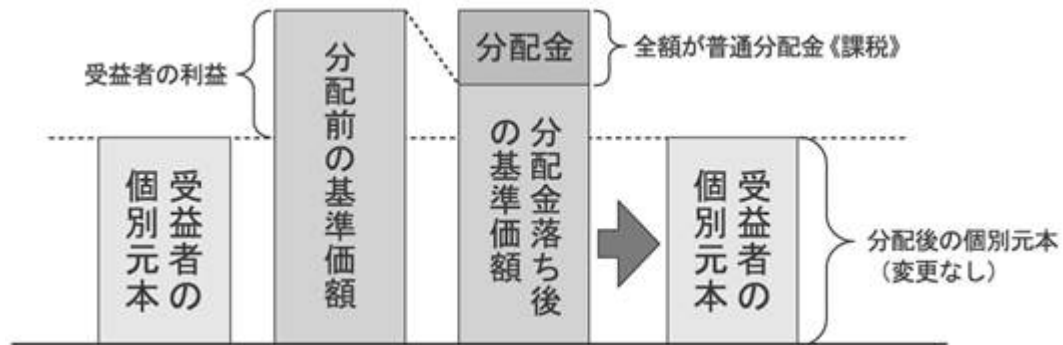 受益者の利益
受益者の
個別元本
分配前の基準価額
分配金
全額が普通分配金《課税》
分配金落ち後
の基準価額
受益者の
個別元本
分配後の個別元本
（変更なし）